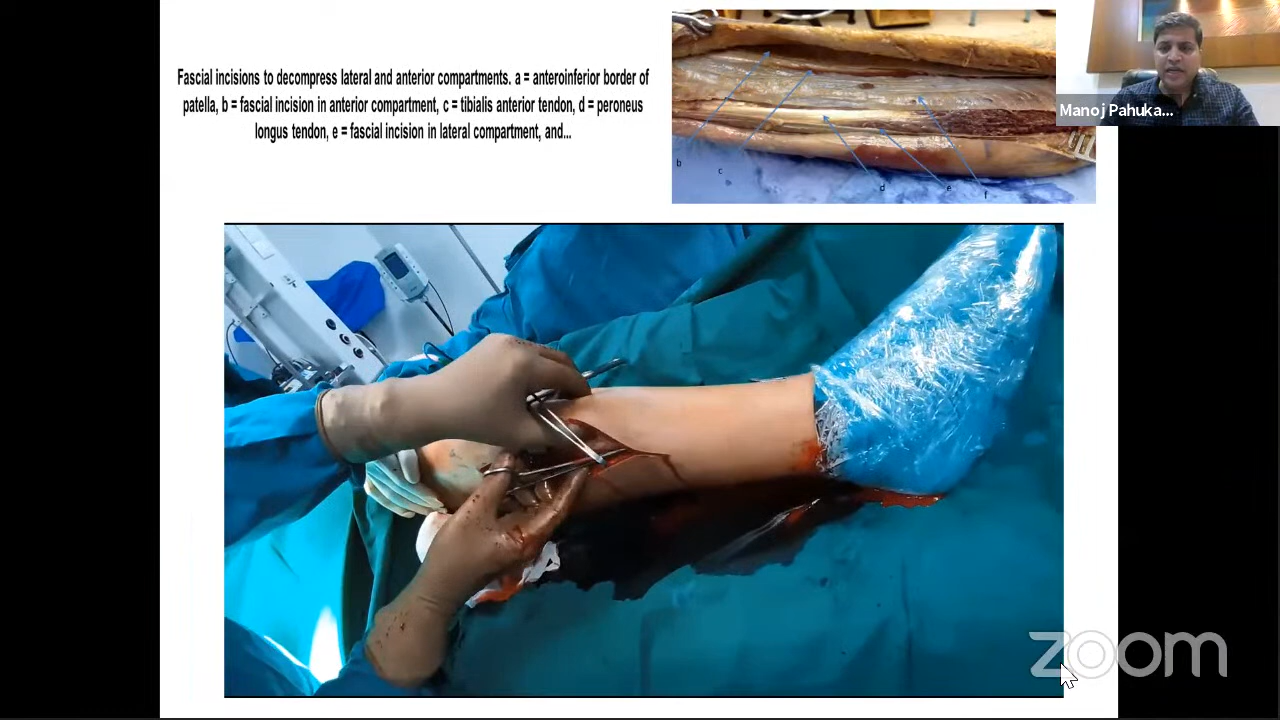 Fascial incisions to decompress lateral and anterior compartments. a = anteroinferior border of
patella, b = fascial incision in anterior compartment, c = tibialis anterior tendon, d = peroneus
longus tendon, e = fascial incision in lateral compartment, and...
b
c
d
e
f
Manoj Pahuka...
zoom